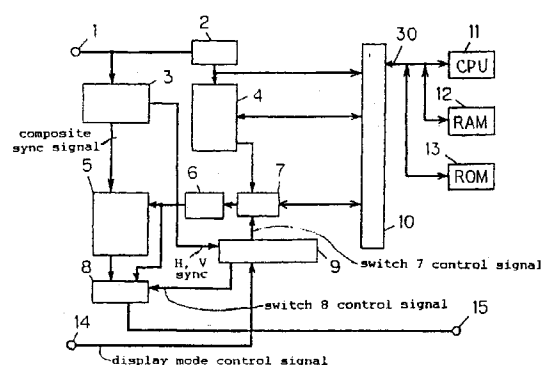 1
2
3
4
30
11
CPU
12
RAM
13
ROM
composite
sync signal
5
6
7
10
H, V
sync
9
switch 7 control signal
8
switch 8 control signal
15
14
display mode control signal